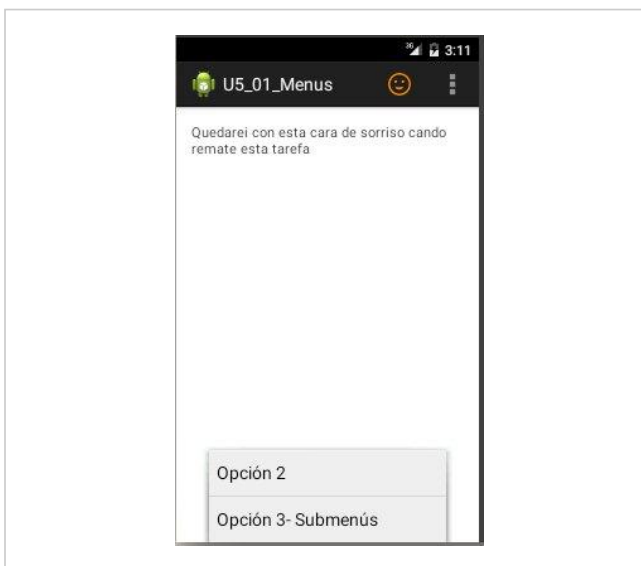 3:11
U5_01_Menus
Quedarei con esta cara de sorriso cando
remate esta tarefa
Opción 2
Opción 3- Submenús